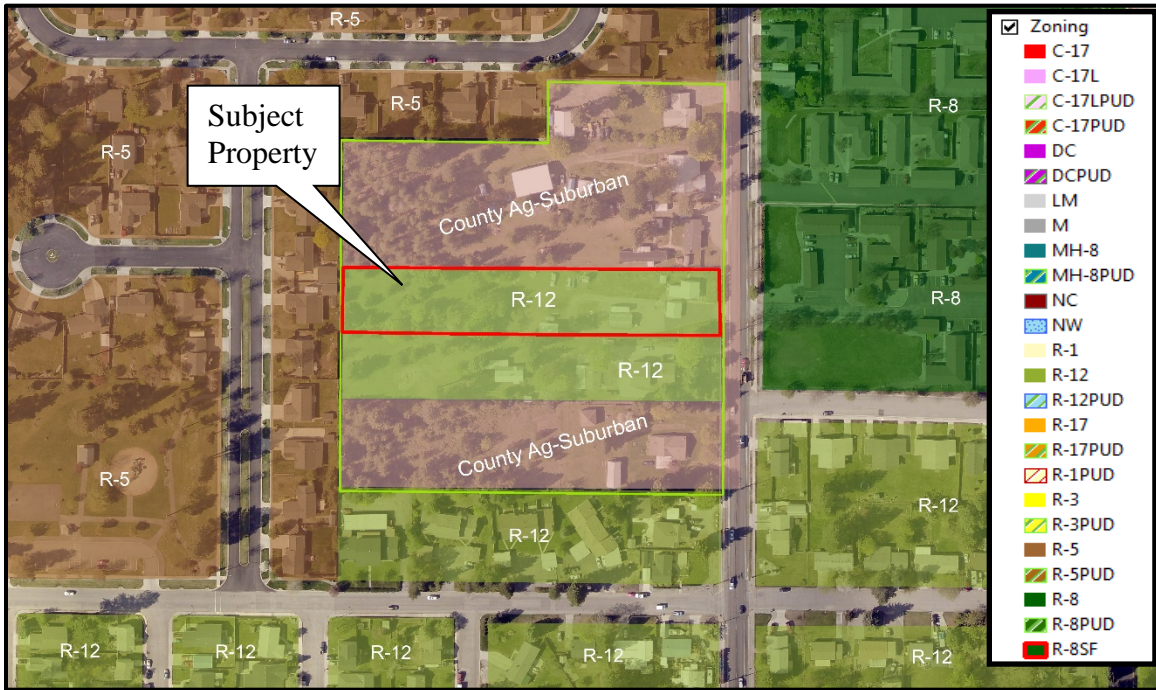 R-5
R-5
R-8
R-5
Subject
Property
County Ag-Suburban
R-12
R-8
R-12
County Ag-Suburban
R-5
R-12
R-12
R-12
R-12
R-12
R-12
R-12
Zoning
C-17
C-17L
C-17LPUD
C-17PUD
DC
DCPUD
LM
M
MH-8
MH-8PUD
NC
NW
R-1
R-12
R-12PUD
R-17
R-17PUD
R-1PUD
R-3
R-3PUD
R-5
R-5PUD
R-8
R-8PUD
R-8SF